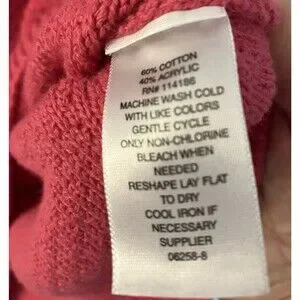 60% COTTON
40% ACRYLIC
RN# 114186
MACHINE WASH COLD
WITH LIKE COLORS
GENTLE CYCLE
ONLY NON-CHLORINE
BLEACH WHEN
NEEDED
RESHAPE LAY FLAT
TO DRY
COOL IRON IF
NECESSARY
SUPPLIER
06258-8